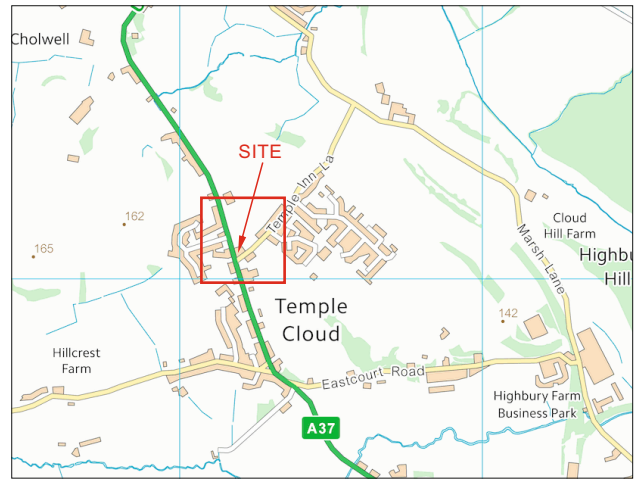 Cholwell
SITE
Temple Inn La
162
165
Cloud
Hill Farm
Marsh Lane
Highbu
Hill
Temple
Cloud
142
Hillcrest
Farm
Eastcourt Road
Highbury Farm
Business Park
A37